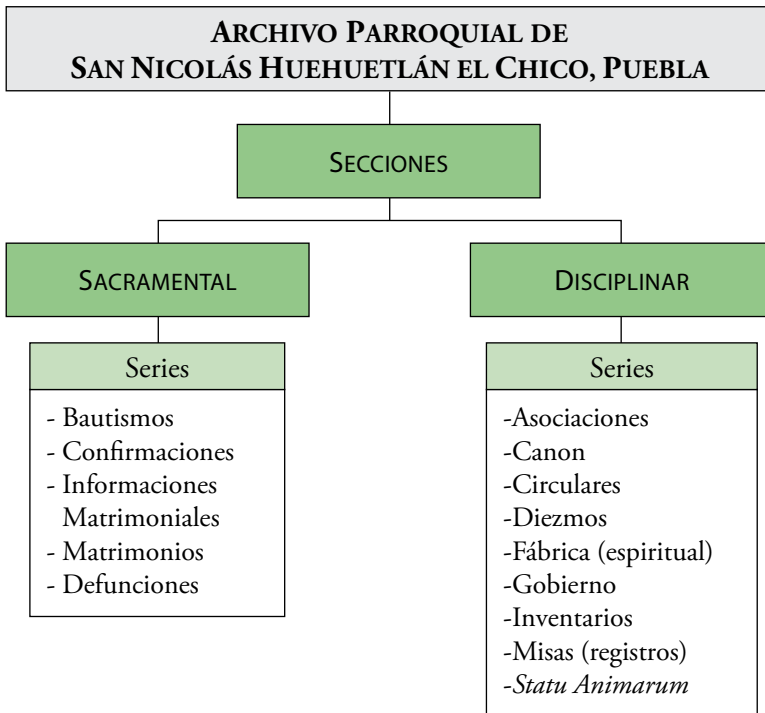 ARCHIVO PARROQUIAL DE
SAN NICOLÁS HUEHUETLÁN EL CHICO, PUEBLA
SECCIONES
SACRAMENTAL
DISCIPLINAR
Series
- Bautismos
- Confirmaciones
- Informaciones
Matrimoniales
- Matrimonios
- Defunciones
Series
-Asociaciones
-Canon
-Circulares
-Diezmos
-Fábrica (espiritual)
-Gobierno
-Inventarios
-Misas (registros)
-Statu Animarum